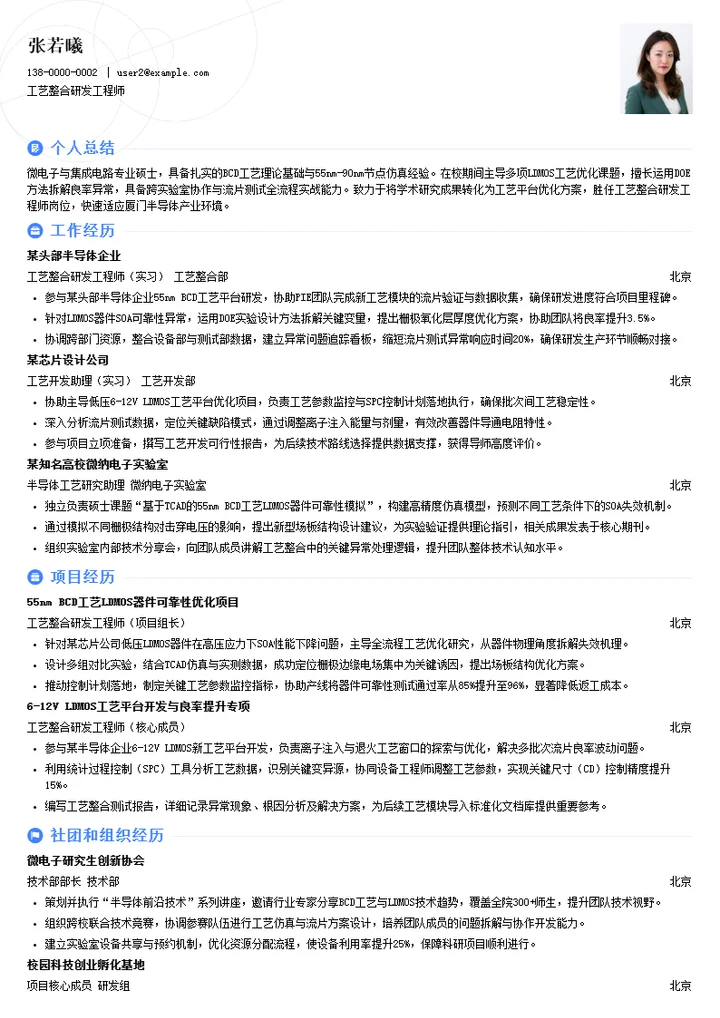 张若曦
138-0000-0002 | user2@example.com
工艺整合研发工程师
个人总结
微电子与集成电路专业硕士，具备扎实的BCD工艺理论基础与55nm-90nm节点仿真经验。在校期间主导多项LDMOS工艺优化课题，擅长运用DOE
方法拆解良率异常，具备跨实验室协作与流片测试全流程实战能力。致力于将学术研究成果转化为工艺平台优化方案，胜任工艺整合研发工
程师岗位，快速适应厦门半导体产业环境。
工作经历
某头部半导体企业
工艺整合研发工程师（实习） 工艺整合部 北京
• 参与某头部半导体企业55nm BCD工艺平台研发，协助PIE团队完成新工艺模块的流片验证与数据收集，确保研发进度符合项目里程碑。
• 针对LDMOS器件SOA可靠性异常，运用DOE实验设计方法拆解关键变量，提出栅极氧化层厚度优化方案，协助团队将良率提升3.5%。
• 协调跨部门资源，整合设备部与测试部数据，建立异常问题追踪看板，缩短流片测试异常响应时间20%，确保研发生产环节顺畅对接。
某芯片设计公司
工艺开发助理（实习） 工艺开发部 北京
• 协助主导低压6-12V LDMOS工艺平台优化项目，负责工艺参数监控与SPC控制计划落地执行，确保批次间工艺稳定性。
• 深入分析流片测试数据，定位关键缺陷模式，通过调整离子注入能量与剂量，有效改善器件导通电阻特性。
• 参与项目立项准备，撰写工艺开发可行性报告，为后续技术路线选择提供数据支撑，获得导师高度评价。
某知名高校微纳电子实验室
半导体工艺研究助理 微纳电子实验室 北京
• 独立负责硕士课题“基于TCAD的55nm BCD工艺LDMOS器件可靠性模拟”，构建高精度仿真模型，预测不同工艺条件下的SOA失效机制。
• 通过模拟不同栅极结构对击穿电压的影响，提出新型场板结构设计建议，为实验验证提供理论指引，相关成果发表于核心期刊。
• 组织实验室内部技术分享会，向团队成员讲解工艺整合中的关键异常处理逻辑，提升团队整体技术认知水平。
项目经历
55nm BCD工艺LDMOS器件可靠性优化项目
工艺整合研发工程师（项目组长） 北京
• 针对某芯片公司低压LDMOS器件在高压应力下SOA性能下降问题，主导全流程工艺优化研究，从器件物理角度拆解失效机理。
• 设计多组对比实验，结合TCAD仿真与实测数据，成功定位栅极边缘电场集中为关键诱因，提出场板结构优化方案。
• 推动控制计划落地，制定关键工艺参数监控指标，协助产线将器件可靠性测试通过率从85%提升至96%，显著降低返工成本。
6-12V LDMOS工艺平台开发与良率提升专项
工艺整合研发工程师（核心成员） 北京
• 参与某半导体企业6-12V LDMOS新工艺平台开发，负责离子注入与退火工艺窗口的探索与优化，解决多批次流片良率波动问题。
• 利用统计过程控制（SPC）工具分析工艺数据，识别关键变异源，协同设备工程师调整工艺参数，实现关键尺寸（CD）控制精度提升
15%。
• 编写工艺整合测试报告，详细记录异常现象、根因分析及解决方案，为后续工艺模块导入标准化文档库提供重要参考。
社团和组织经历
微电子研究生创新协会
技术部部长 技术部 北京
• 策划并执行“半导体前沿技术”系列讲座，邀请行业专家分享BCD工艺与LDMOS技术趋势，覆盖全院300+师生，提升团队技术视野。
• 组织跨校联合技术竞赛，协调参赛队伍进行工艺仿真与流片方案设计，培养团队成员的问题拆解与协作开发能力。
• 建立实验室设备共享与预约机制，优化资源分配流程，使设备利用率提升25%，保障科研项目顺利进行。
校园科技创业孵化基地
项目核心成员 研发组 北京